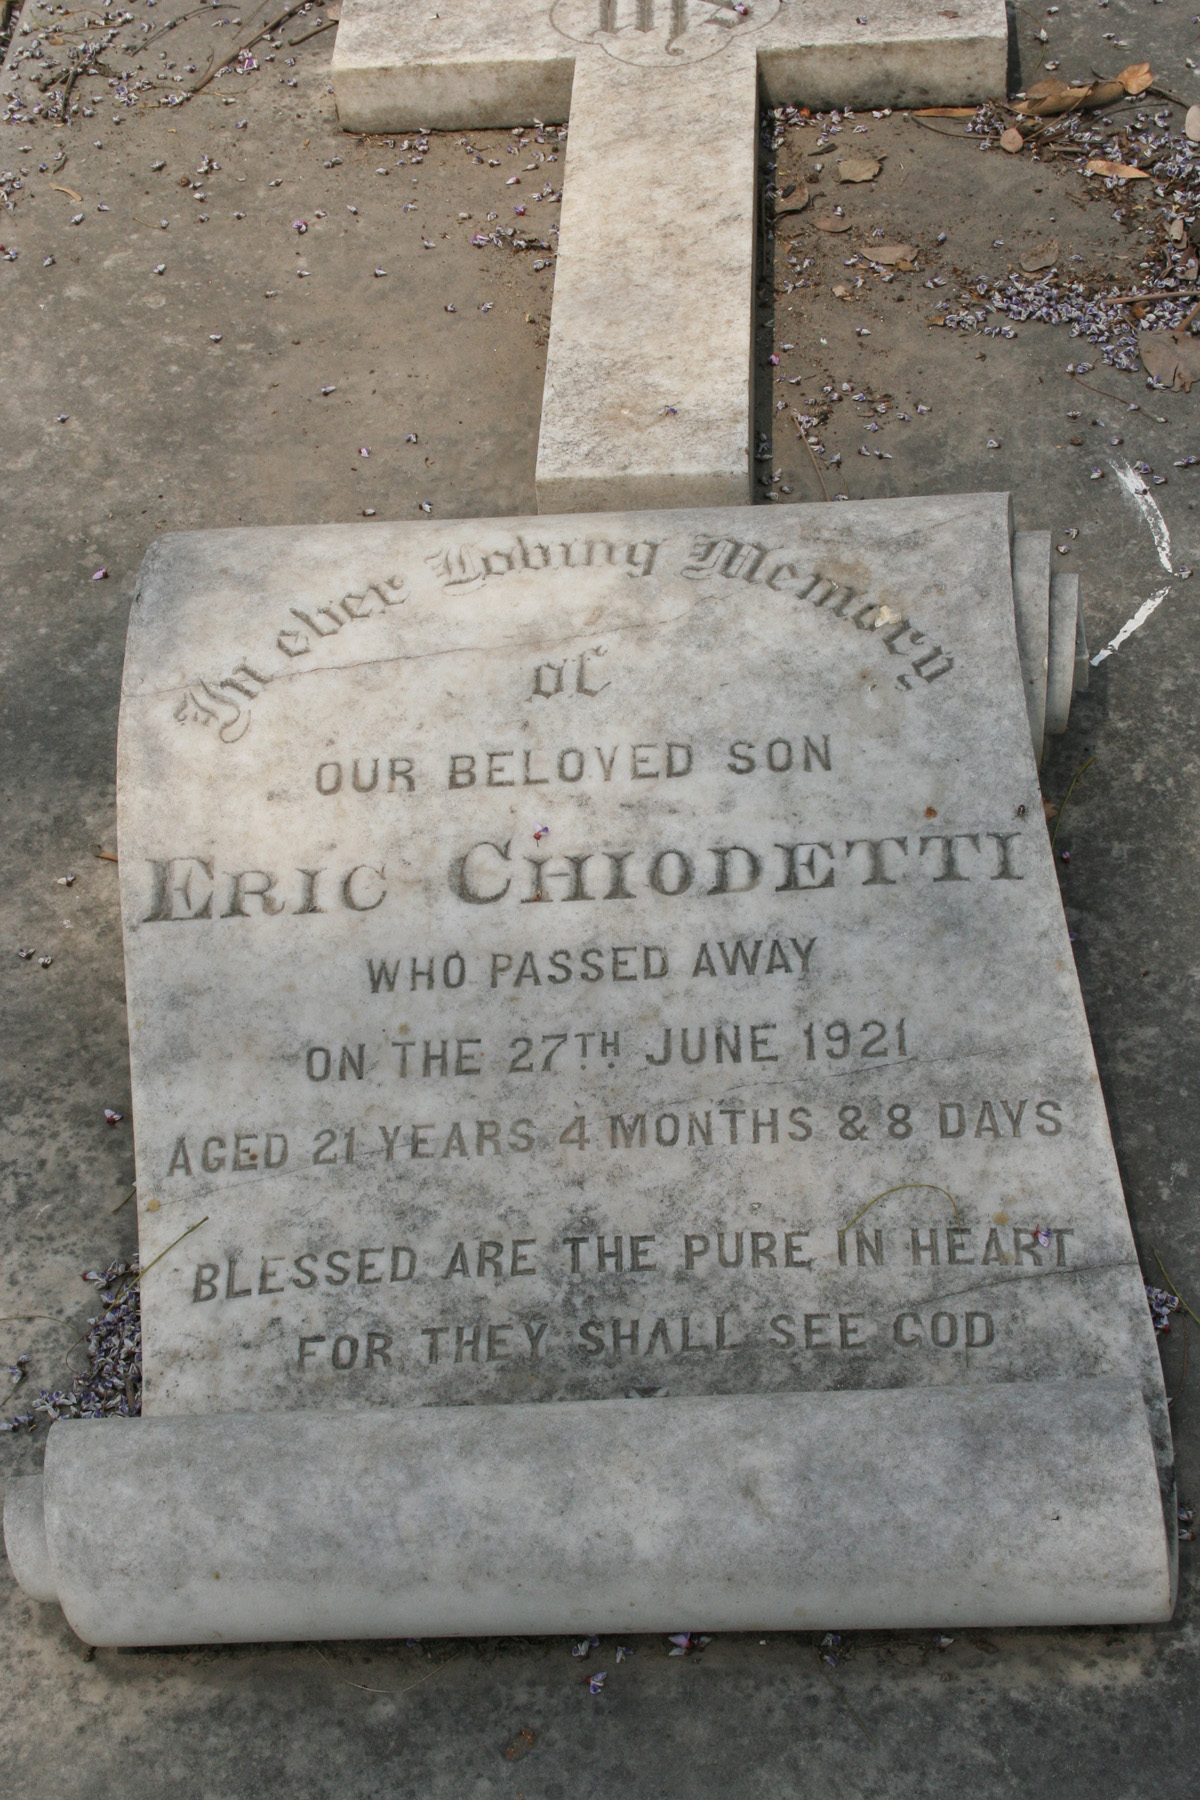 IHS
In ever Loving Memory
of
OUR BELOVED SON
ERIC CHIODETTI
WHO PASSED AWAY
ON THE 27TH JUNE 1921
AGED 21 YEARS 4 MONTHS & 8 DAYS
BLESSED ARE THE PURE IN HEART
FOR THEY SHALL SEE GOD